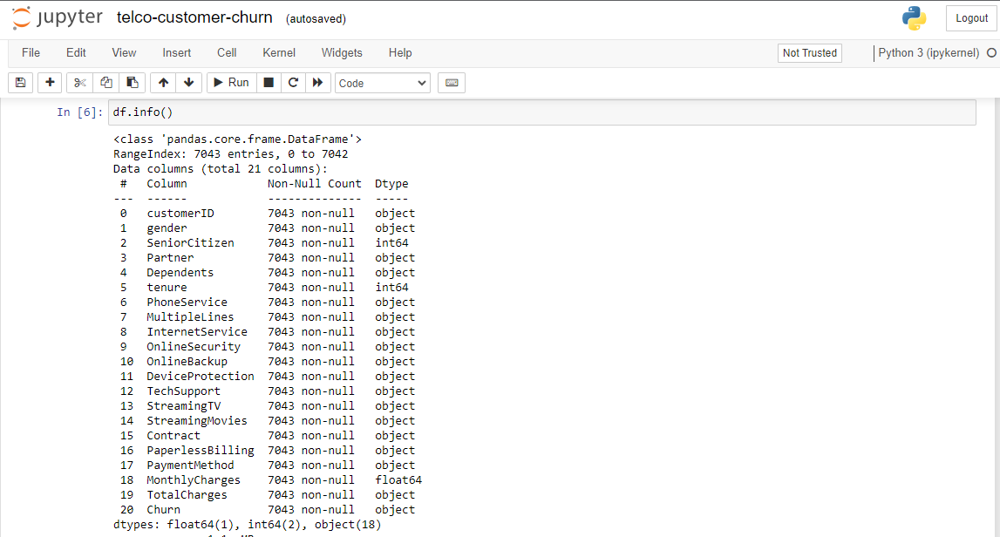 jupyter telco-customer-churn (autosaved) Logout
File Edit View Insert Cell Kernel Widgets Help Not Trusted Python 3 (ipykernel)
Run Code
In [6]: df.info()
<class 'pandas.core.frame.DataFrame'>
RangeIndex: 7043 entries, 0 to 7042
Data columns (total 21 columns):
# Column Non-Null Count Dtype
--- ------ -------------- -----
0 customerID 7043 non-null object
1 gender 7043 non-null object
2 SeniorCitizen 7043 non-null int64
3 Partner 7043 non-null object
4 Dependents 7043 non-null object
5 tenure 7043 non-null int64
6 PhoneService 7043 non-null object
7 MultipleLines 7043 non-null object
8 InternetService 7043 non-null object
9 OnlineSecurity 7043 non-null object
10 OnlineBackup 7043 non-null object
11 DeviceProtection 7043 non-null object
12 TechSupport 7043 non-null object
13 StreamingTV 7043 non-null object
14 StreamingMovies 7043 non-null object
15 Contract 7043 non-null object
16 PaperlessBilling 7043 non-null object
17 PaymentMethod 7043 non-null object
18 MonthlyCharges 7043 non-null float64
19 TotalCharges 7043 non-null object
20 Churn 7043 non-null object
dtypes: float64(1), int64(2), object(18)